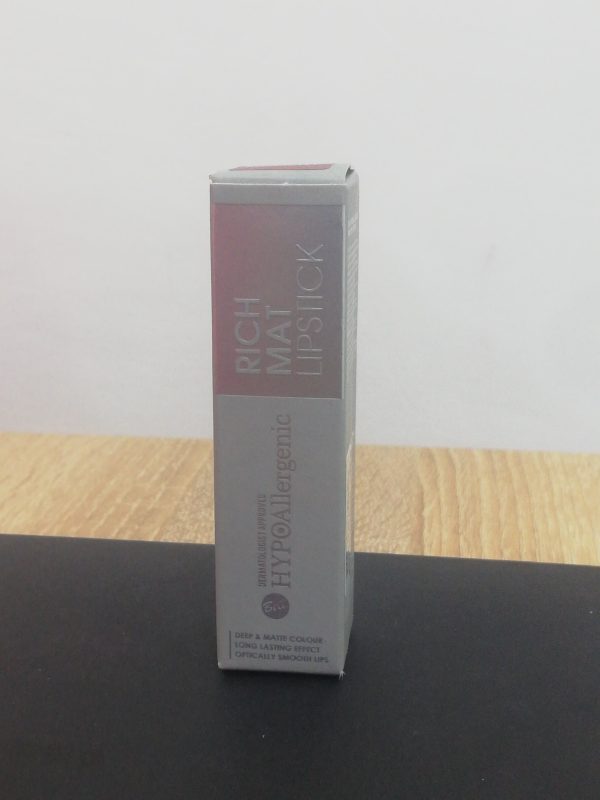 RICH
MAT
LIPSTICK
DERMATOLOGIST APPROVED
HYPOAllergenic
Bell
DEEP & MATTE COLOUR
LONG LASTING EFFECT
OPTICALLY SMOOTH LIPS